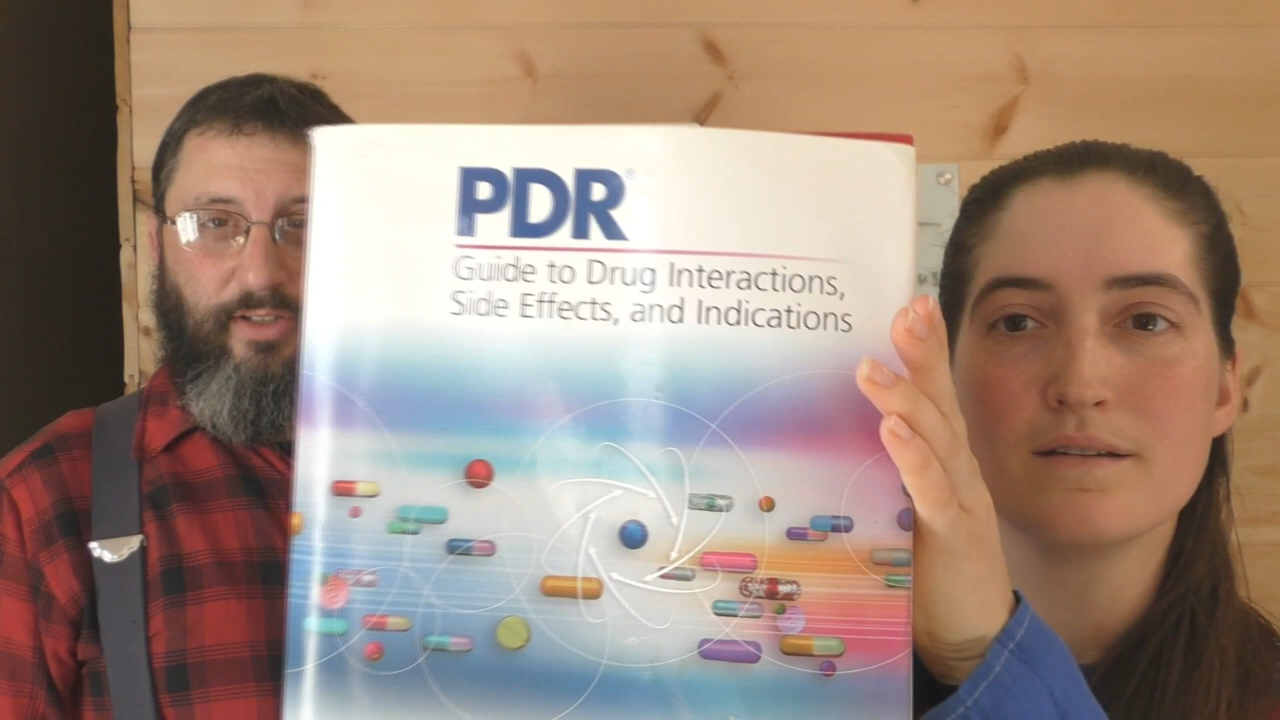 PDR®
Guide to Drug Interactions,
Side Effects, and Indications